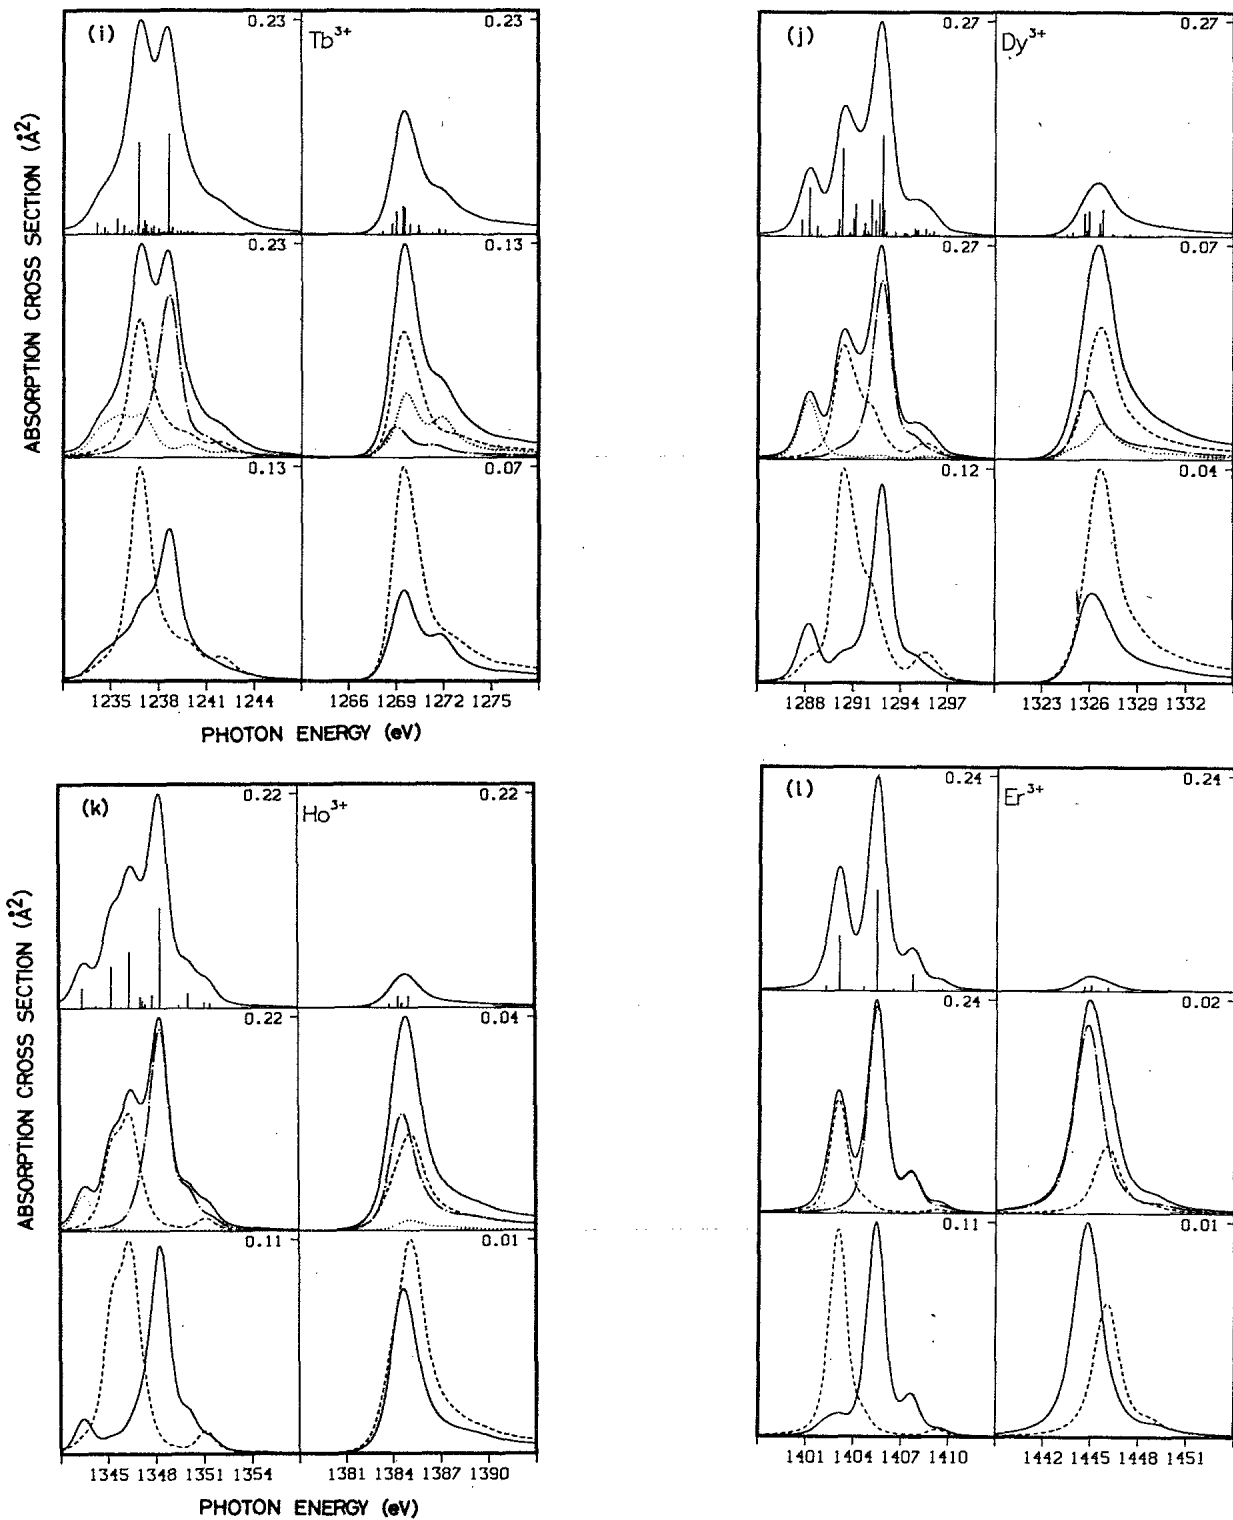 (i) 0.23 Tb³⁺ 0.23
0.23 0.13
0.13 0.07
1235 1238 1241 1244 1266 1269 1272 1275
PHOTON ENERGY (eV)
ABSORPTION CROSS SECTION (Å²)
(j) 0.27 Dy³⁺ 0.27
0.27 0.07
0.12 0.04
1288 1291 1294 1297 1323 1326 1329 1332
(k) 0.22 Ho³⁺ 0.22
0.22 0.04
0.11 0.01
1345 1348 1351 1354 1381 1384 1387 1390
PHOTON ENERGY (eV)
ABSORPTION CROSS SECTION (Å²)
(l) 0.24 Er³⁺ 0.24
0.24 0.02
0.11 0.01
1401 1404 1407 1410 1442 1445 1448 1451